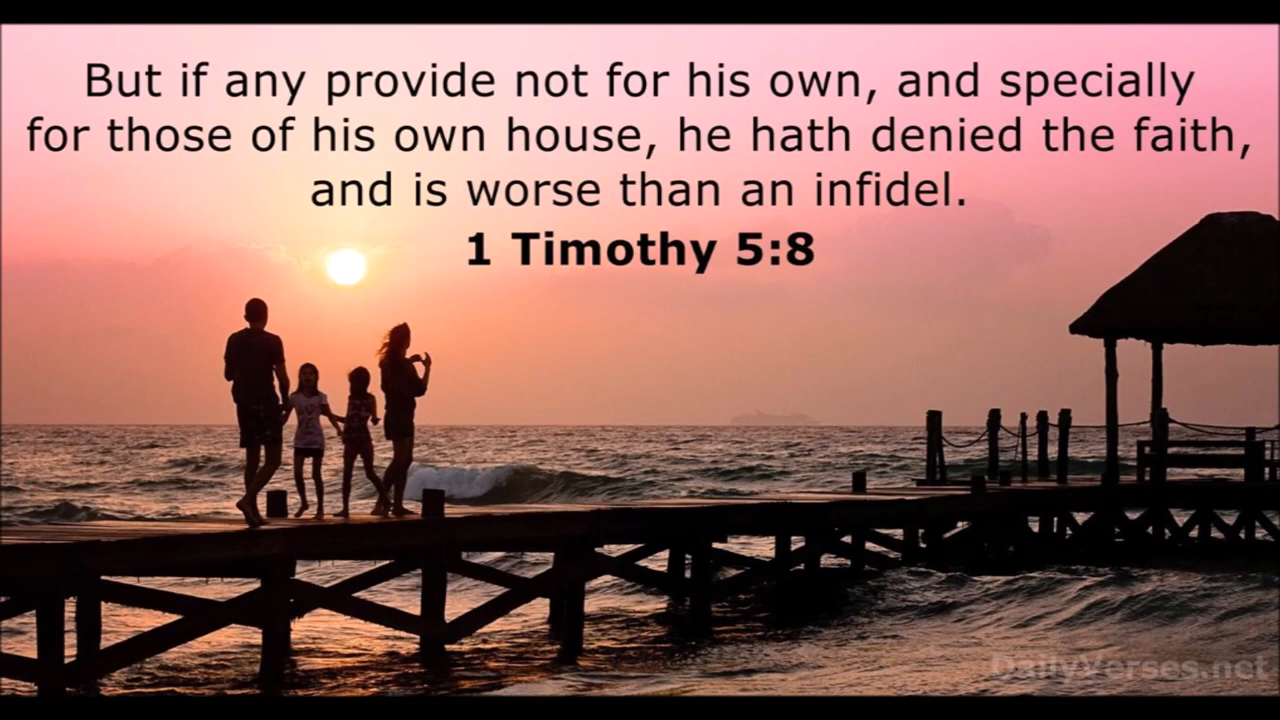 But if any provide not for his own, and specially
for those of his own house, he hath denied the faith,
and is worse than an infidel.
1 Timothy 5:8
DailyVerses.net